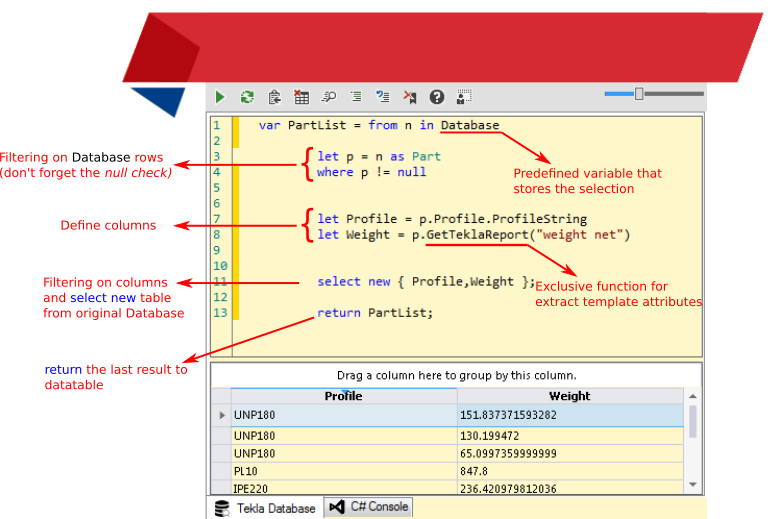 1 var PartList = from n in Database
2
Filtering on Database rows
(don't forget the null check)
3 let p = n as Part
4 where p != null
Predefined variable that
stores the selection
5
6
Define columns
7 let Profile = p.Profile.ProfileString
8 let Weight = p.GetTeklaReport("weight net")
9
10
Filtering on columns
and select new table
from original Database
11 select new { Profile,Weight };
Exclusive function for
extract template attributes
12
13 return PartList;
return the last result to
datatable
Drag a column here to group by this column.
Profile Weight
UNP180 151.837371593282
UNP180 130.199472
UNP180 65.0997359999999
PL10 847.8
IPE220 236.420979812036
Tekla Database C# Console